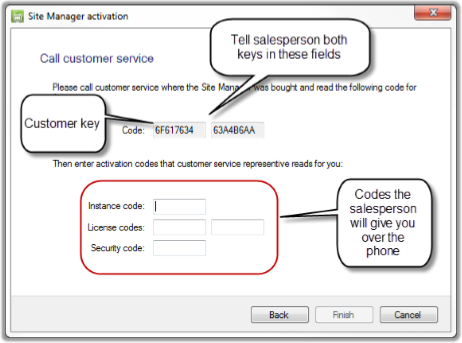 Site Manager activation
Tell salesperson both
keys in these fields
Call customer service
Please call customer service where the Site Manager was bought and read the following code for
Customer key
Code: 6F617634 63A4B6AA
Then enter activation codes that customer service representive reads for you:
Instance code:
License codes:
Security code:
Codes the
salesperson
will give you
over the
phone
Back Finish Cancel